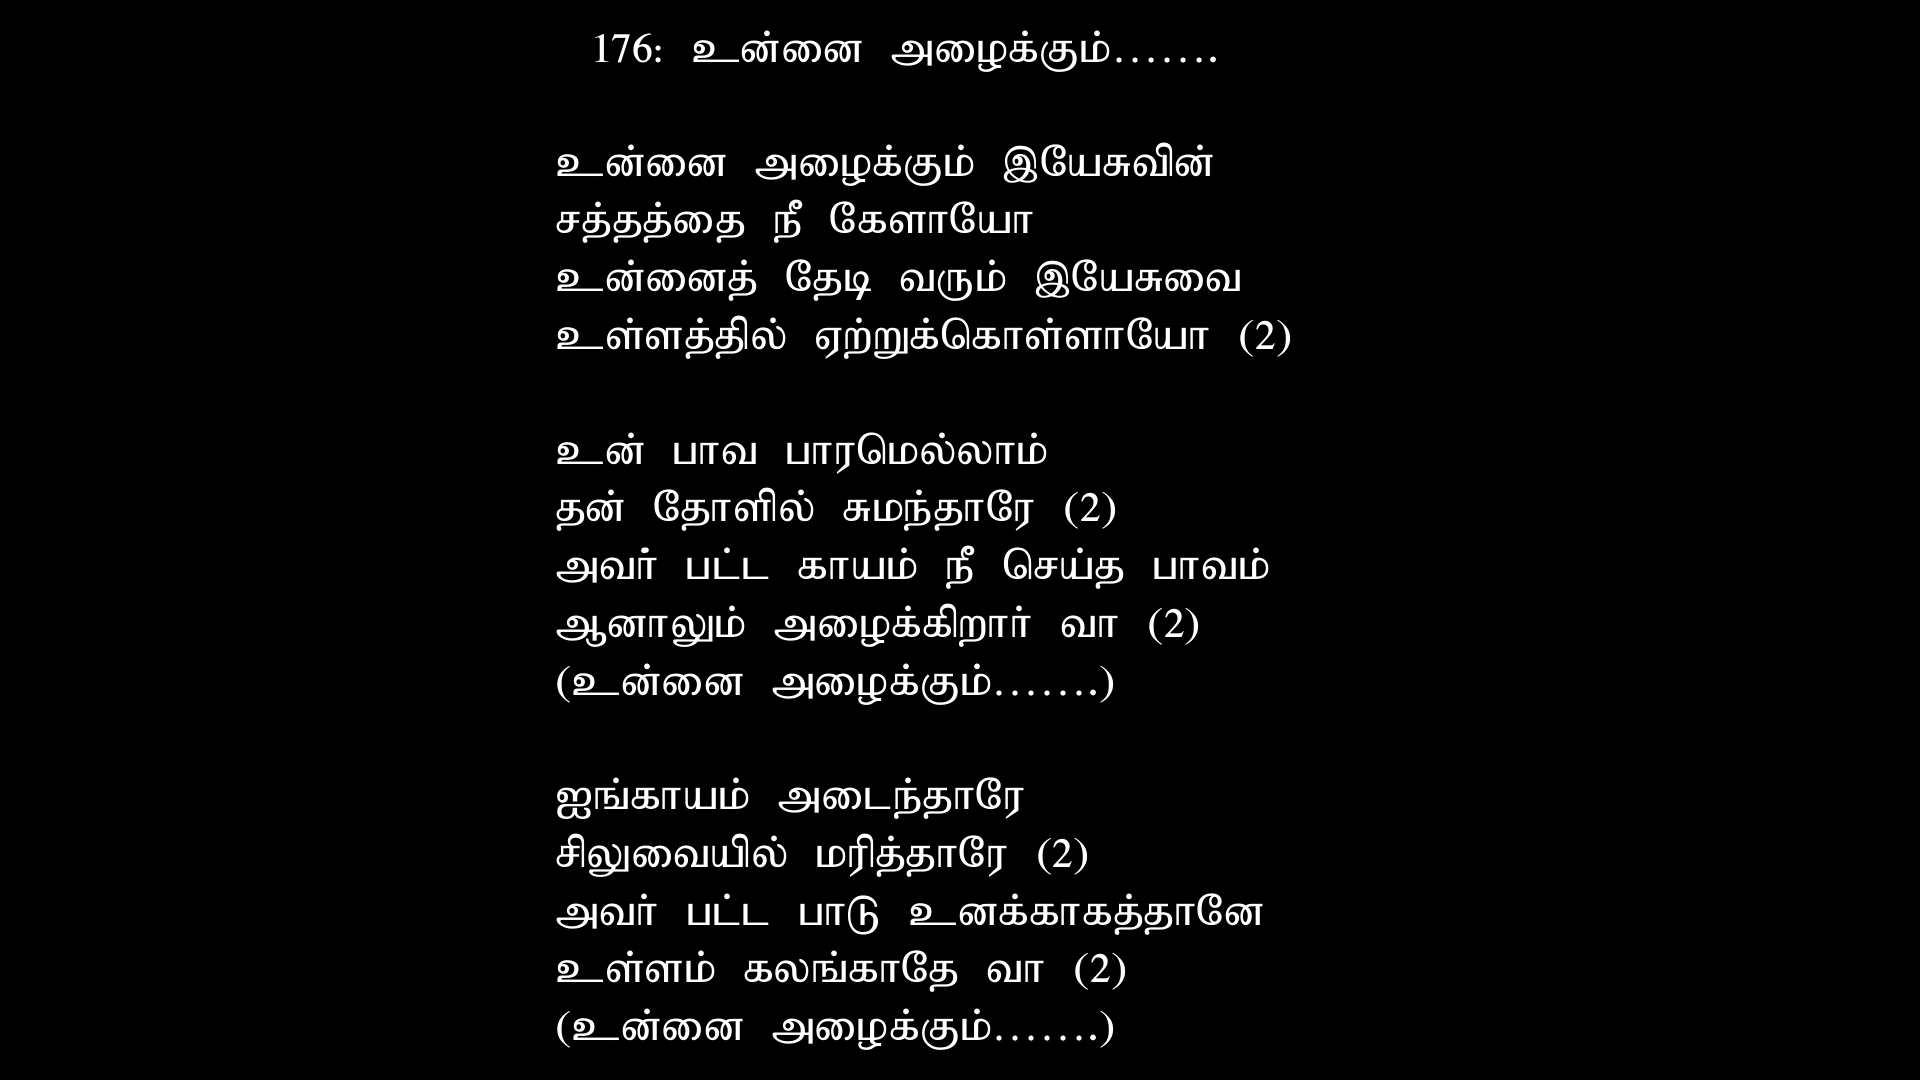 176: உன்னை அழைக்கும்.......
உன்னை அழைக்கும் இயேசுவின்
சத்தத்தை நீ கேளாயோ
உன்னைத் தேடி வரும் இயேசுவை
உள்ளத்தில் ஏற்றுக்கொள்ளாயோ (2)
உன் பாவ பாரமெல்லாம்
தன் தோளில் சுமந்தாரே (2)
அவர் பட்ட காயம் நீ செய்த பாவம்
ஆனாலும் அழைக்கிறார் வா (2)
(உன்னை அழைக்கும்.......)
ஐங்காயம் அடைந்தாரே
சிலுவையில் மரித்தாரே (2)
அவர் பட்ட பாடு உனக்காகத்தானே
உள்ளம் கலங்காதே வா (2)
(உன்னை அழைக்கும்.......)